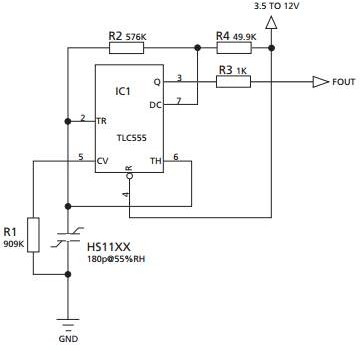 3.5 TO 12V
R2 576K
R4 49.9K
R3 1K
FOUT
IC1
TLC555
Q
3
DC
7
2
TR
5
CV
TH
6
R
4
R1
909K
HS11XX
180p@55%RH
GND